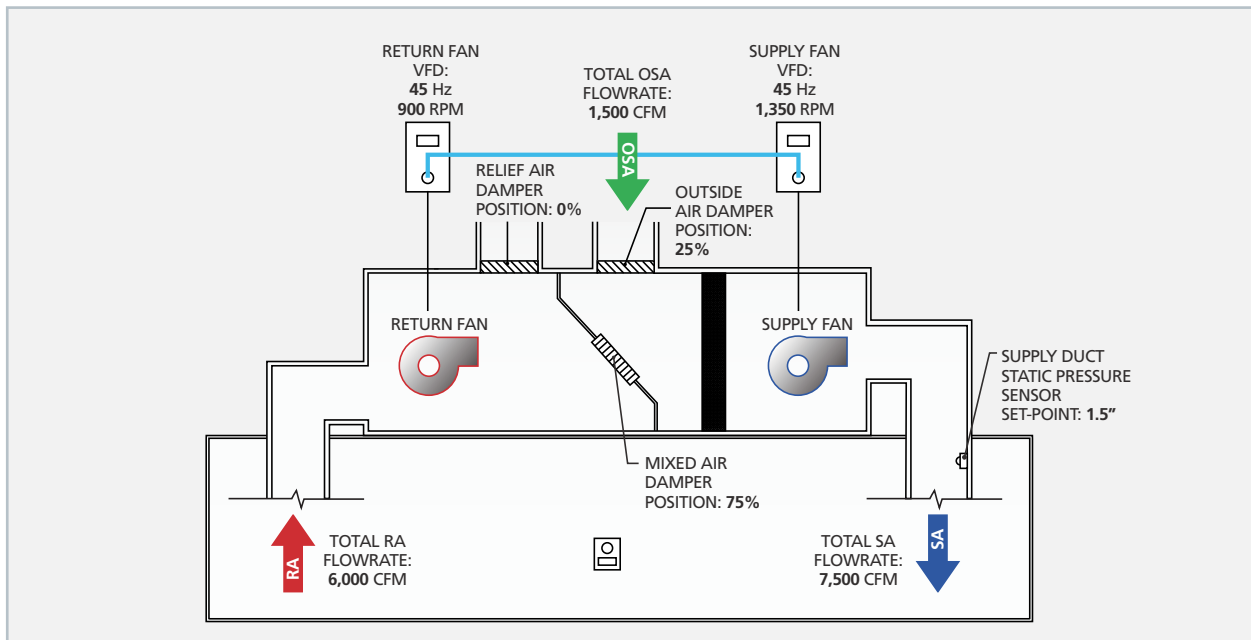 RETURN FAN
VFD:
45 Hz
900 RPM
TOTAL OSA
FLOWRATE:
1,500 CFM
SUPPLY FAN
VFD:
45 Hz
1,350 RPM
OSA
RELIEF AIR
DAMPER
POSITION: 0%
OUTSIDE
AIR DAMPER
POSITION:
25%
RETURN FAN
SUPPLY FAN
SUPPLY DUCT
STATIC PRESSURE
SENSOR
SET-POINT: 1.5”
MIXED AIR
DAMPER
POSITION: 75%
RA
TOTAL RA
FLOWRATE:
6,000 CFM
TOTAL SA
FLOWRATE:
7,500 CFM
SA